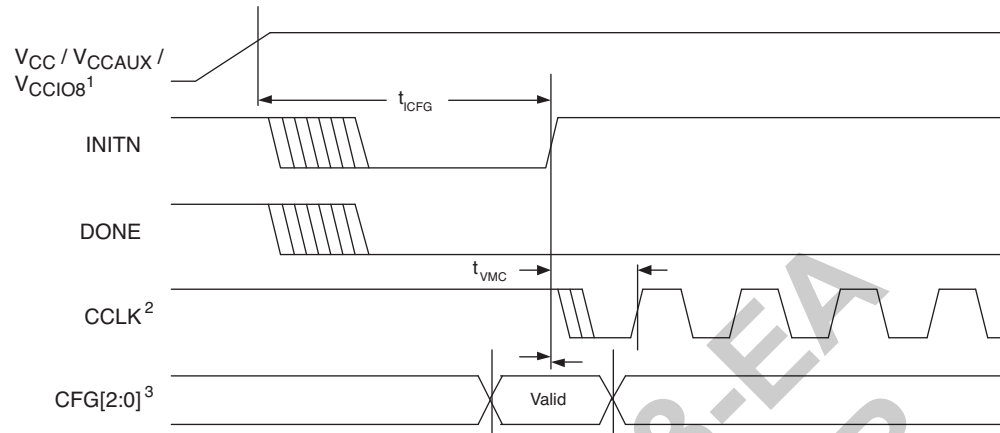 VCC / VCCAUX /
VCCIO8¹
tICFG
INITN
DONE
tVMC
CCLK²
CFG[2:0]³
Valid